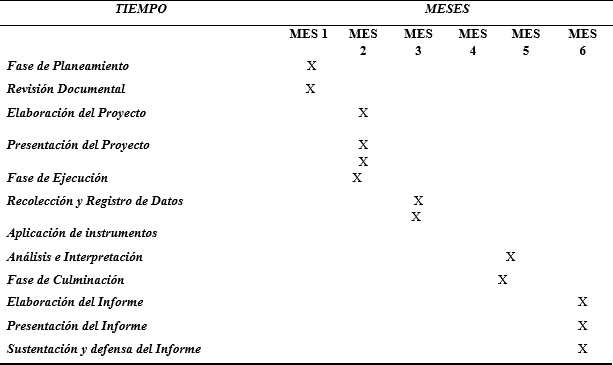 TIEMPO MESES
MES 1 MES 2 MES 3 MES 4 MES 5 MES 6
Fase de Planeamiento X
Revisión Documental X
Elaboración del Proyecto X
Presentación del Proyecto X
X
Fase de Ejecución X
Recolección y Registro de Datos X
X
Aplicación de instrumentos
Análisis e Interpretación X
Fase de Culminación X
Elaboración del Informe X
Presentación del Informe X
Sustentación y defensa del Informe X